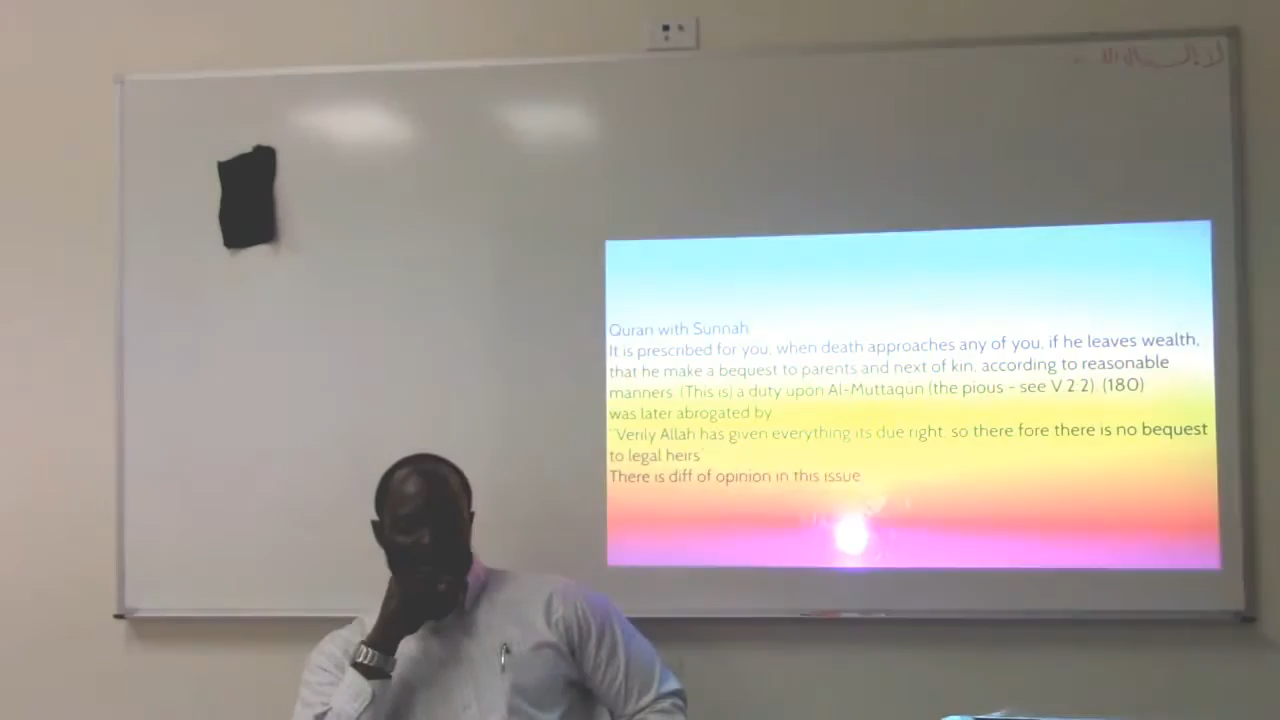 Quran with Sunnah
It is prescribed for you, when death approaches any of you, if he leaves wealth,
that he make a bequest to parents and next of kin, according to reasonable
manners. (This is) a duty upon Al-Muttaqun (the pious - see V.2:2). (180)
was later abrogated by
"Verily Allah has given everything its due right, so there fore there is no bequest
to legal heirs"
There is diff of opinion in this issue